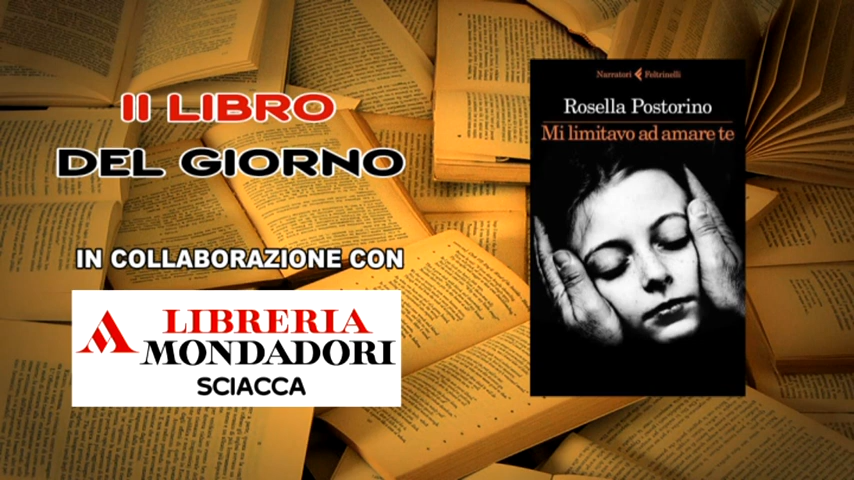 Il LIBRO
DEL GIORNO
IN COLLABORAZIONE CON
LIBRERIA
MONDADORI
SCIACCA
Narratori Feltrinelli
Rosella Postorino
Mi limitavo ad amare te